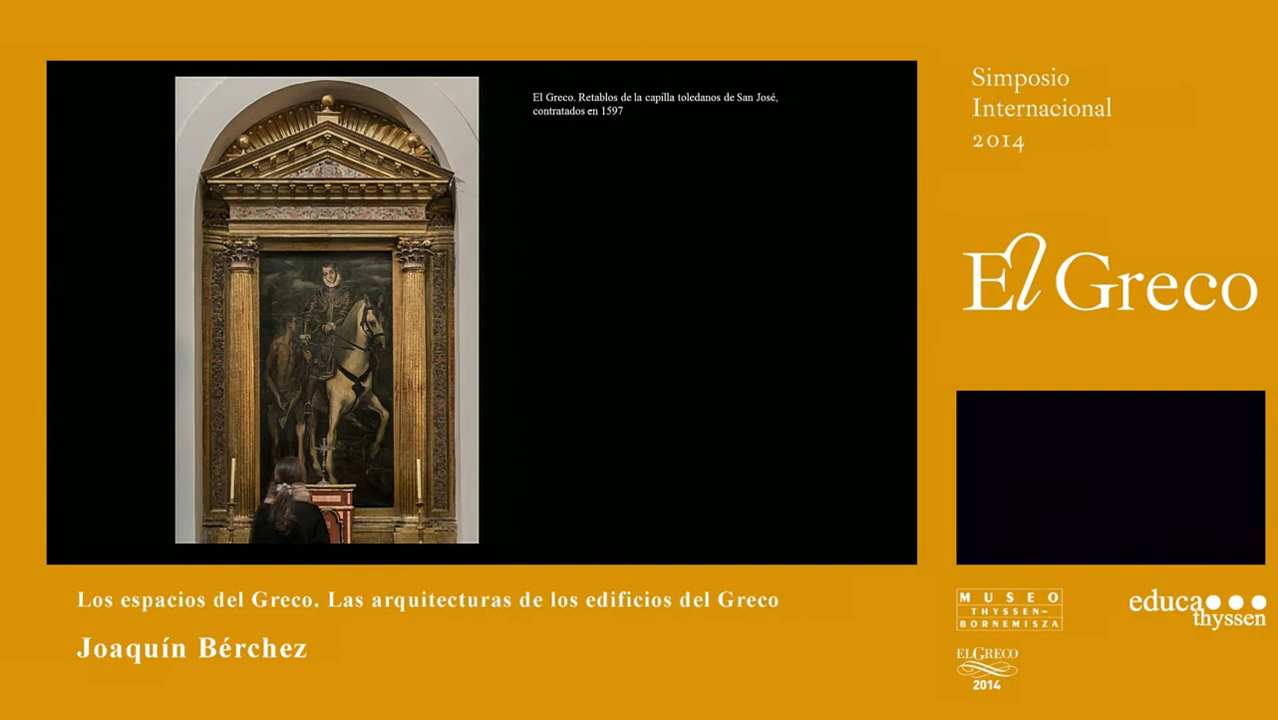 El Greco. Retablos de la capilla toledanos de San José,
contratados en 1597
Simposio
Internacional
2014
El Greco
Los espacios del Greco. Las arquitecturas de los edificios del Greco
Joaquín Bérchez
MUSEO
THYSSEN-
BORNEMISZA
educa
thyssen
EL GRECO
2014